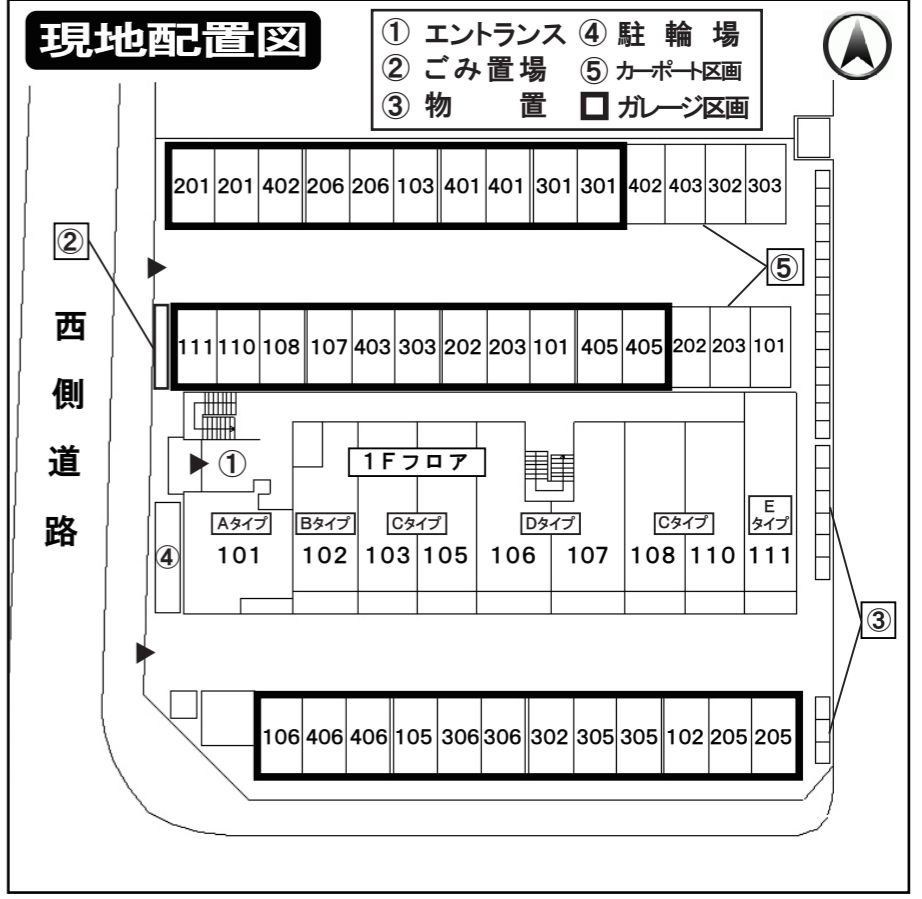 現地配置図
① エントランス ④ 駐輪場
② ごみ置場 ⑤ カーポート区画
③ 物置 ガレージ区画
201 201 402 206 206 103 401 401 301 301 402 403 302 303
②
⑤
111 110 108 107 403 303 202 203 101 405 405 202 203 101
西側道路
①
1Fフロア
Aタイプ Bタイプ Cタイプ Dタイプ Cタイプ Eタイプ
101 102 103 105 106 107 108 110 111
④
③
106 406 406 105 306 306 302 305 305 102 205 205